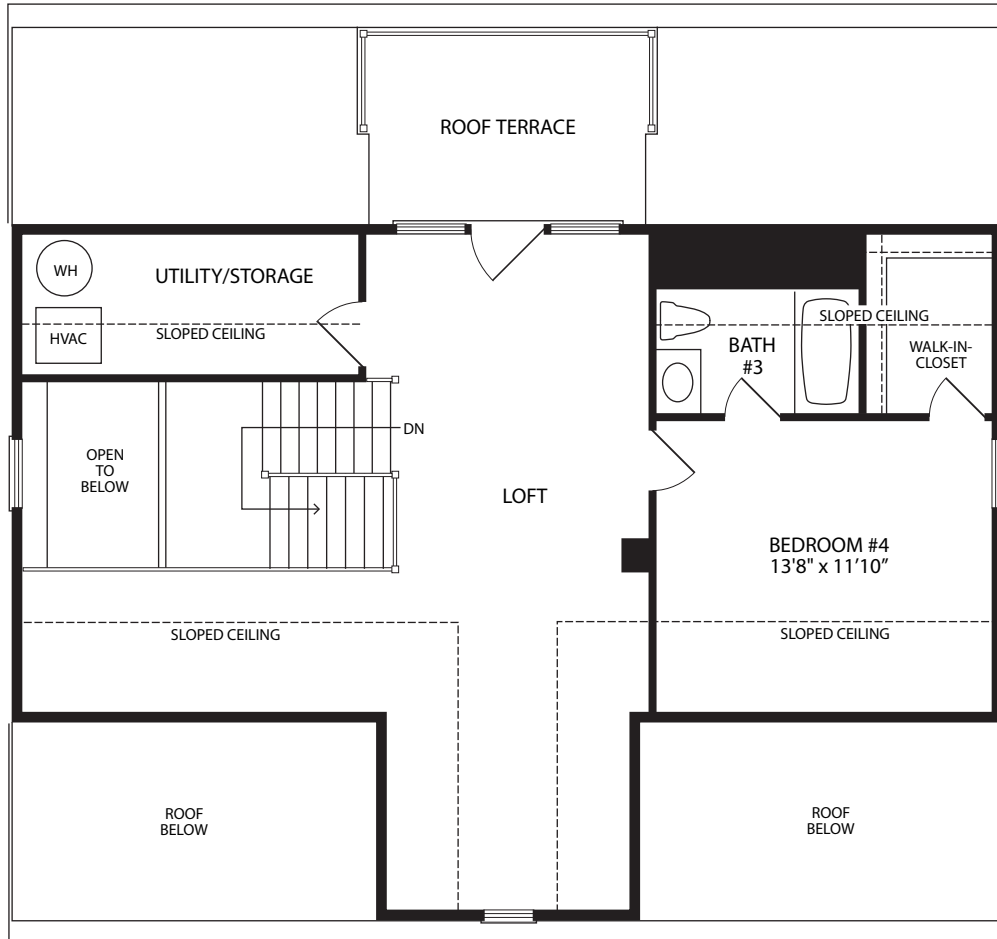 ROOF TERRACE
WH
UTILITY/STORAGE
HVAC
SLOPED CEILING
SLOPED CEILING
BATH
#3
WALK-IN-
CLOSET
DN
OPEN
TO
BELOW
LOFT
BEDROOM #4
13'8" x 11’10”
SLOPED CEILING
SLOPED CEILING
ROOF
BELOW
ROOF
BELOW